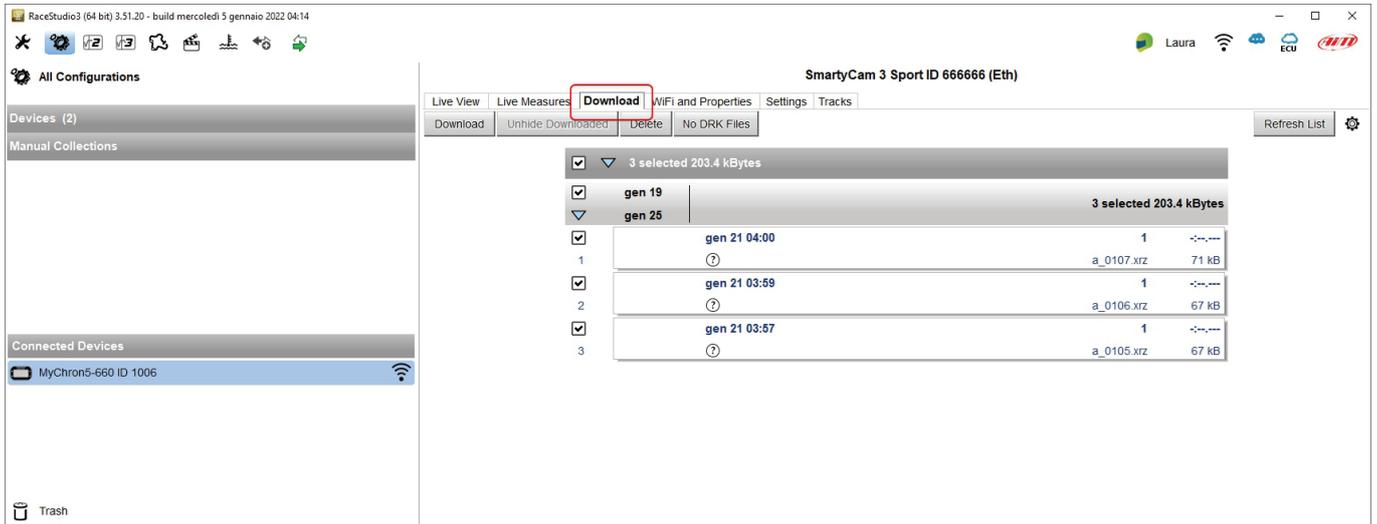 RaceStudio3 (64 bit) 3.51.20 - build mercoledì 5 gennaio 2022 04:14
2 3 Laura ECU AiM
All Configurations
Devices (2)
Manual Collections
Connected Devices
MyChron5-660 ID 1006
Trash
SmartyCam 3 Sport ID 666666 (Eth)
Live View Live Measures Download WiFi and Properties Settings Tracks
Download Unhide Downloaded Delete No DRK Files Refresh List
3 selected 203.4 kBytes
gen 19
3 selected 203.4 kBytes
gen 25
gen 21 04:00 1 -:--.---
1 ? a_0107.xrz 71 kB
gen 21 03:59 1 -:--.---
2 ? a_0106.xrz 67 kB
gen 21 03:57 1 -:--.---
3 ? a_0105.xrz 67 kB